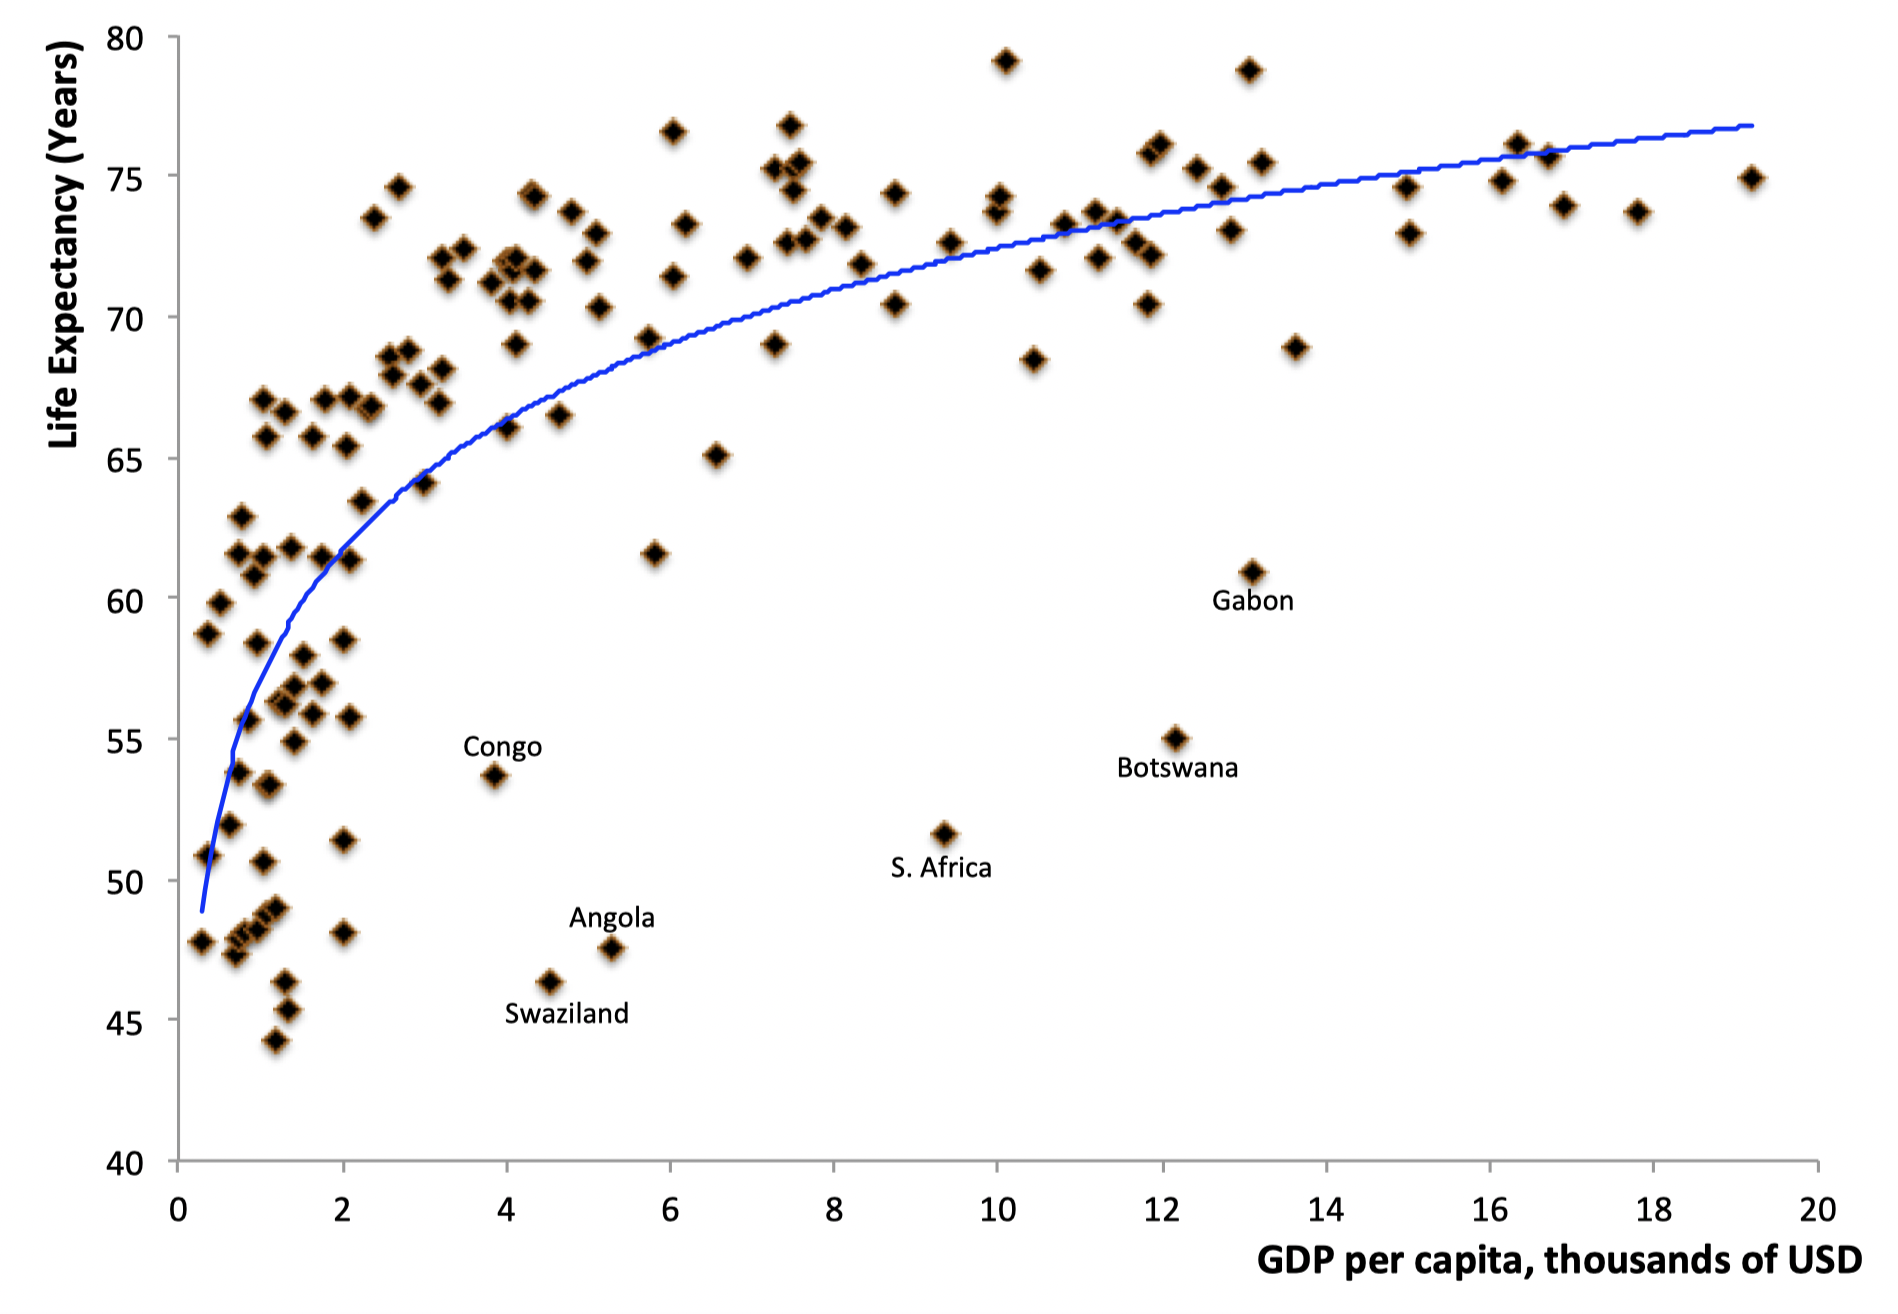 Life Expectancy (Years)
80
75
70
65
60
55
50
45
40
Gabon
Congo
Botswana
S. Africa
Angola
Swaziland
0 2 4 6 8 10 12 14 16 18 20
GDP per capita, thousands of USD